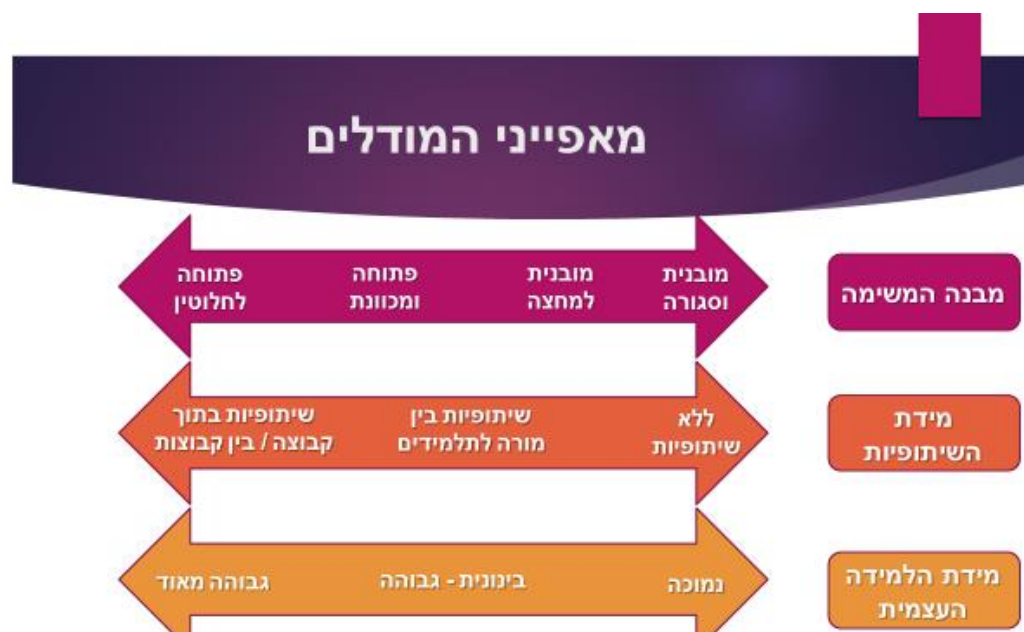 מאפייני המודלים
מבנה המשימה
מובנית
וסגורה
מובנית
למחצה
פתוחה
ומכוונת
פתוחה
לחלוטין
מידת
השיתופיות
ללא
שיתופיות
שיתופיות בין
מורה לתלמידים
שיתופיות בתוך
קבוצה / בין קבוצות
מידת הלמידה
העצמית
נמוכה
בינונית - גבוהה
גבוהה מאוד